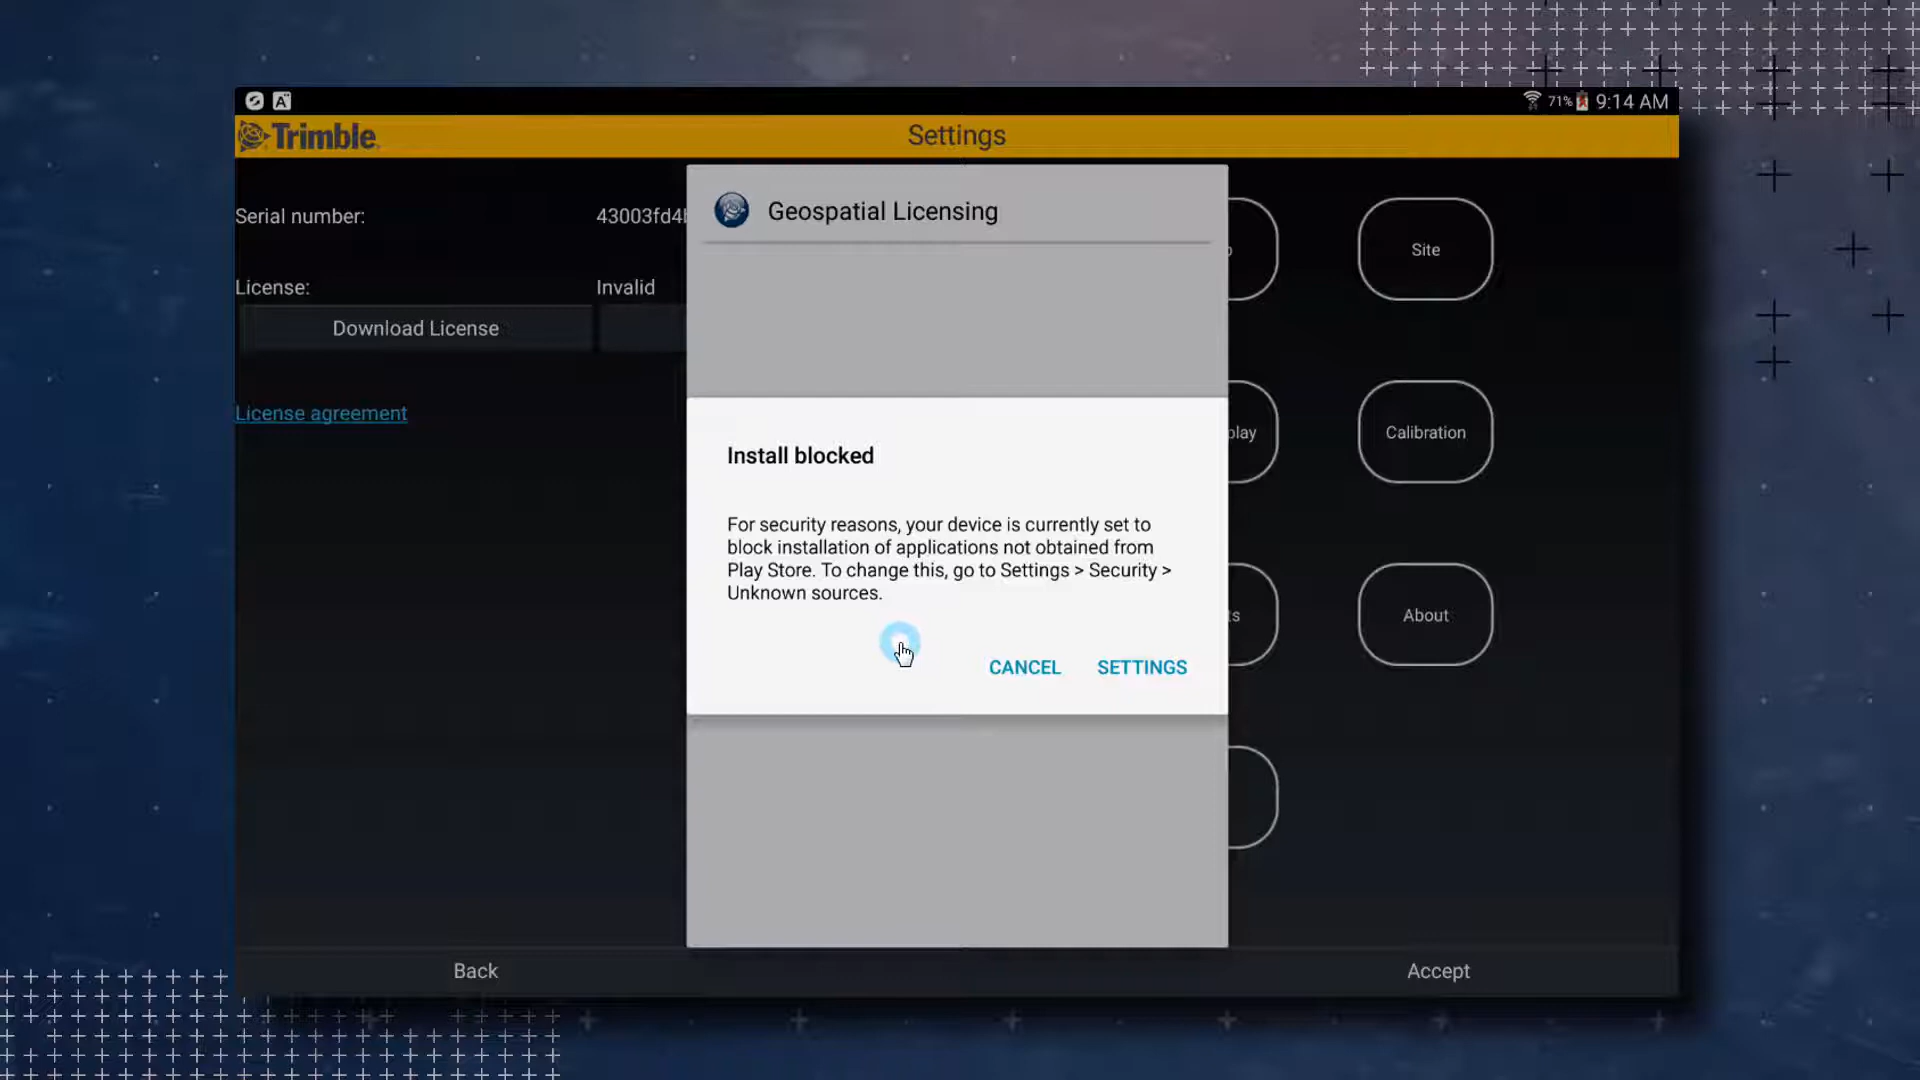 A
71%
9:14 AM
Trimble
Settings
Serial number:
License:
Invalid
Download License
License agreement
Geospatial Licensing
Install blocked
For security reasons, your device is currently set to
block installation of applications not obtained from
Play Store. To change this, go to Settings > Security >
Unknown sources.
CANCEL
SETTINGS
Site
Calibration
About
Back
Accept